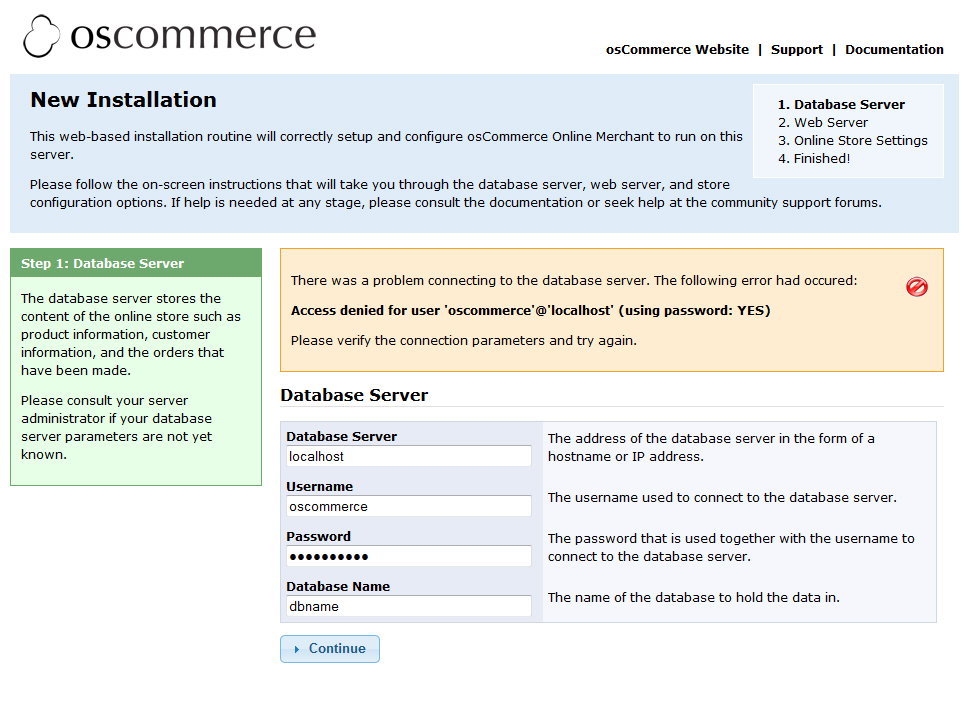 oscommerce
osCommerce Website | Support | Documentation
New Installation
This web-based installation routine will correctly setup and configure osCommerce Online Merchant to run on this
server.
Please follow the on-screen instructions that will take you through the database server, web server, and store
configuration options. If help is needed at any stage, please consult the documentation or seek help at the community support forums.
1. Database Server
2. Web Server
3. Online Store Settings
4. Finished!
Step 1: Database Server
The database server stores the
content of the online store such as
product information, customer
information, and the orders that
have been made.
Please consult your server
administrator if your database
server parameters are not yet
known.
There was a problem connecting to the database server. The following error had occured:
Access denied for user 'oscommerce'@'localhost' (using password: YES)
Please verify the connection parameters and try again.
Database Server
Database Server
localhost
The address of the database server in the form of a
hostname or IP address.
Username
oscommerce
The username used to connect to the database server.
Password
●●●●●●●●●●
The password that is used together with the username to
connect to the database server.
Database Name
dbname
The name of the database to hold the data in.
Continue